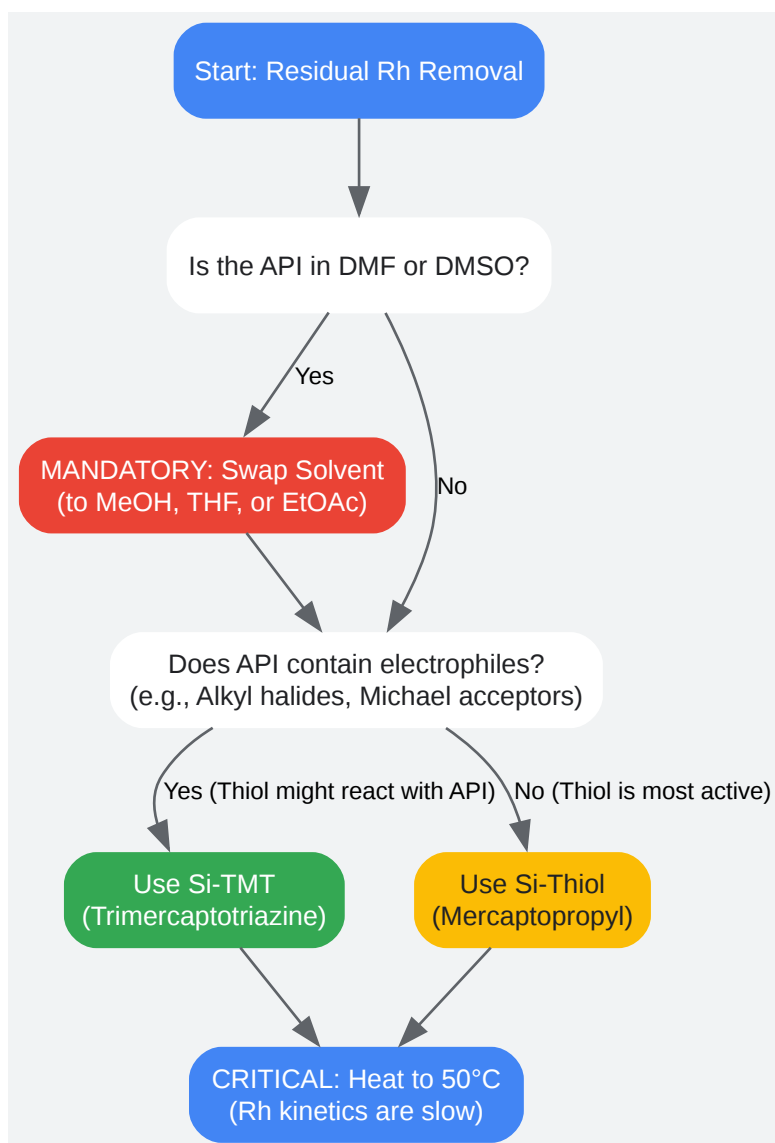 Start: Residual Rh Removal
Is the API in DMF or DMSO?
Yes
MANDATORY: Swap Solvent
(to MeOH, THF, or EtOAc)
No
Does API contain electrophiles?
(e.g., Alkyl halides, Michael acceptors)
Yes (Thiol might react with API)
No (Thiol is most active)
Use Si-TMT
(Trimercaptotriazine)
Use Si-Thiol
(Mercaptopropyl)
CRITICAL: Heat to 50°C
(Rh kinetics are slow)